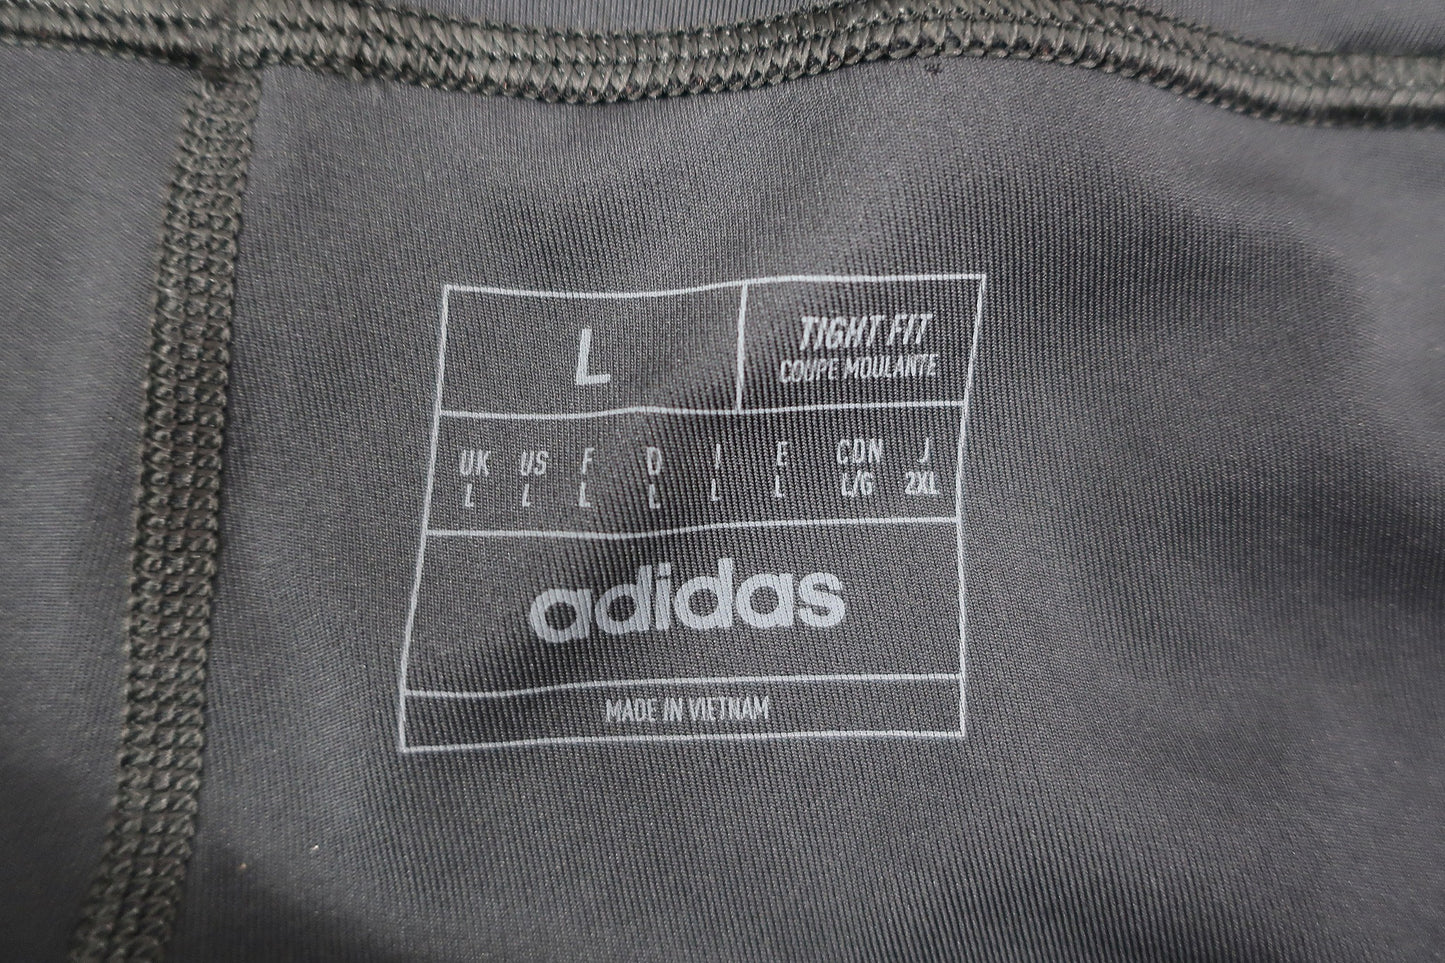 L
TIGHT FIT
COUPE MOULANTE
UK US F D I E CDN J
L L L L L L L/G 2XL
adidas
MADE IN VIETNAM